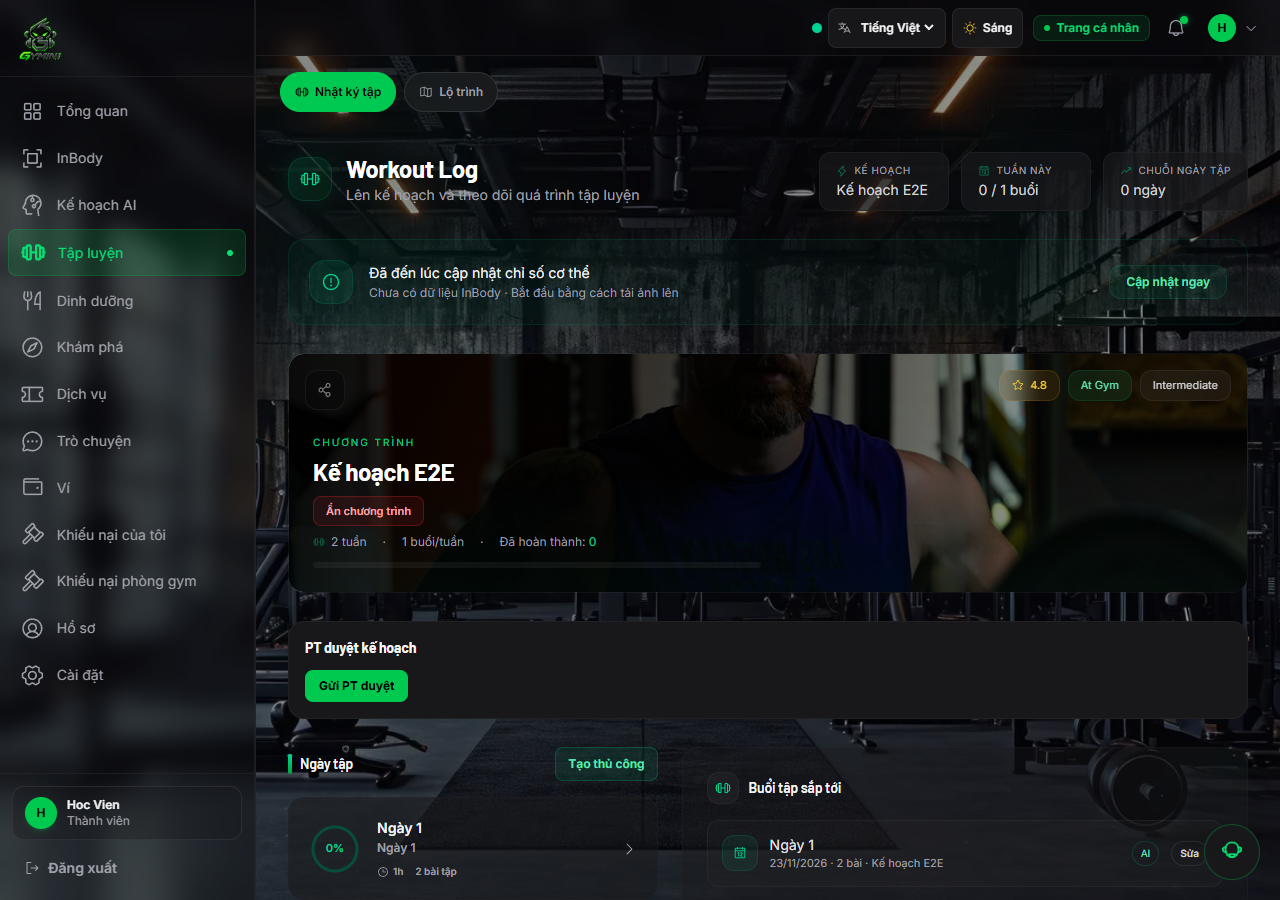 GYMIND
Tiếng Việt
Sáng
Trang cá nhân
H
Tổng quan
InBody
Kế hoạch AI
Tập luyện
Dinh dưỡng
Khám phá
Dịch vụ
Trò chuyện
Ví
Khiếu nại của tôi
Khiếu nại phòng gym
Hồ sơ
Cài đặt
H
Hoc Vien
Thành viên
Đăng xuất
Nhật ký tập
Lộ trình
Workout Log
Lên kế hoạch và theo dõi quá trình tập luyện
KẾ HOẠCH
Kế hoạch E2E
TUẦN NÀY
0 / 1 buổi
CHUỖI NGÀY TẬP
0 ngày
Đã đến lúc cập nhật chỉ số cơ thể
Chưa có dữ liệu InBody · Bắt đầu bằng cách tải ảnh lên
Cập nhật ngay
4.8
At Gym
Intermediate
CHƯƠNG TRÌNH
Kế hoạch E2E
Ẩn chương trình
2 tuần · 1 buổi/tuần · Đã hoàn thành: 0
PT duyệt kế hoạch
Gửi PT duyệt
Ngày tập
Tạo thủ công
0%
Ngày 1
Ngày 1
1h 2 bài tập
Buổi tập sắp tới
Ngày 1
23/11/2026 · 2 bài · Kế hoạch E2E
AI
Sửa